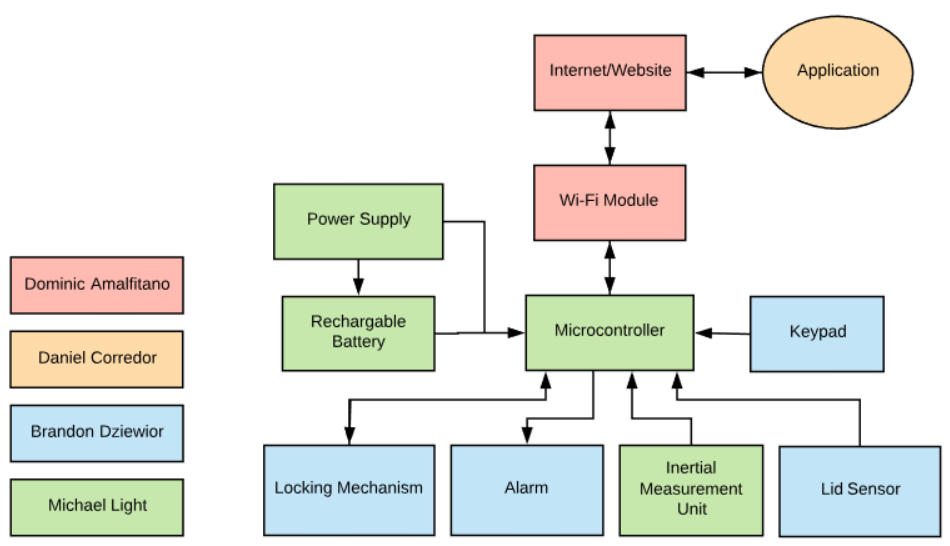 Internet/Website
Application
Wi-Fi Module
Power Supply
Dominic Amalfitano
Rechargable
Battery
Microcontroller
Keypad
Daniel Corredor
Brandon Dziewior
Michael Light
Locking Mechanism
Alarm
Inertial
Measurement
Unit
Lid Sensor